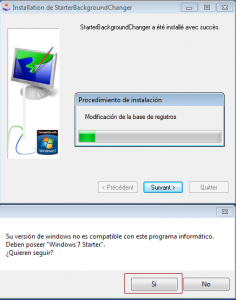 Installation de StarterBackgroundChanger
StarterBackgroundChanger a été installé avec succès.
Procedimiento de instalación
Modificación de la base de registros
Windows 7
< Précédent
Suivant >
Quitter
Su versión de windows no es compatible con este programa informático.
Deben poseer "Windows 7 Starter".
¿Quieren seguir?
Sí
No